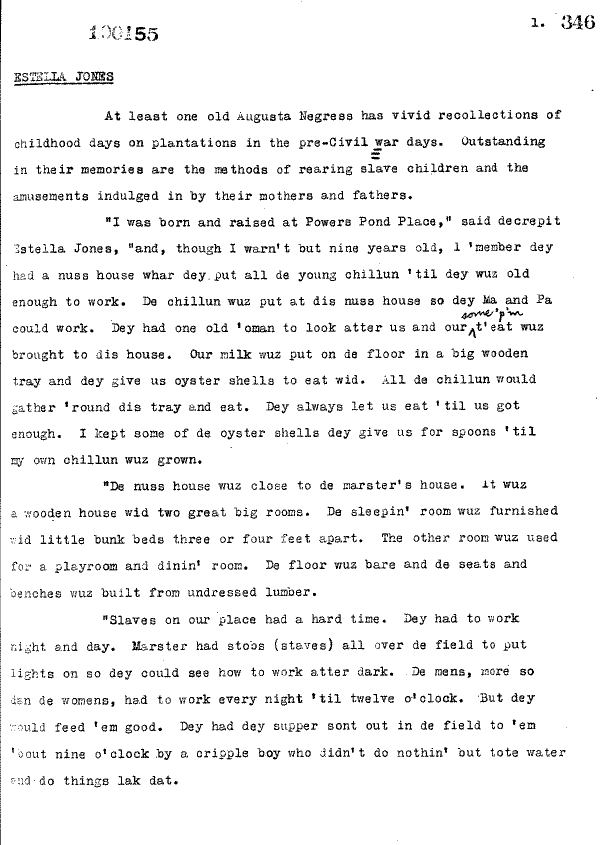 1. 346
100155
ESTELLA JONES
At least one old Augusta Negress has vivid recollections of
childhood days on plantations in the pre-Civil war days. Outstanding
in their memories are the methods of rearing slave children and the
amusements indulged in by their mothers and fathers.
"I was born and raised at Powers Pond Place," said decrepit
Estella Jones, "and, though I warn't but nine years old, I 'member dey
had a nuss house whar dey put all de young chillun 'til dey wuz old
enough to work. De chillun wuz put at dis nuss house so dey Ma and Pa
could work. Dey had one old 'oman to look atter us and our some'p'n t'eat wuz
brought to dis house. Our milk wuz put on de floor in a big wooden
tray and dey give us oyster shells to eat wid. All de chillun would
gather 'round dis tray and eat. Dey always let us eat 'til us got
enough. I kept some of de oyster shells dey give us for spoons 'til
my own chillun wuz grown.
"De nuss house wuz close to de marster's house. It wuz
a wooden house wid two great big rooms. De sleepin' room wuz furnished
wid little bunk beds three or four feet apart. The other room wuz used
for a playroom and dinin' room. De floor wuz bare and de seats and
benches wuz built from undressed lumber.
"Slaves on our place had a hard time. Dey had to work
night and day. Marster had stobs (staves) all over de field to put
lights on so dey could see how to work atter dark. De mens, more so
dan de womens, had to work every night 'til twelve o'clock. But dey
would feed 'em good. Dey had dey supper sont out in de field to 'em
'bout nine o'clock by a cripple boy who didn't do nothin' but tote water
and do things lak dat.